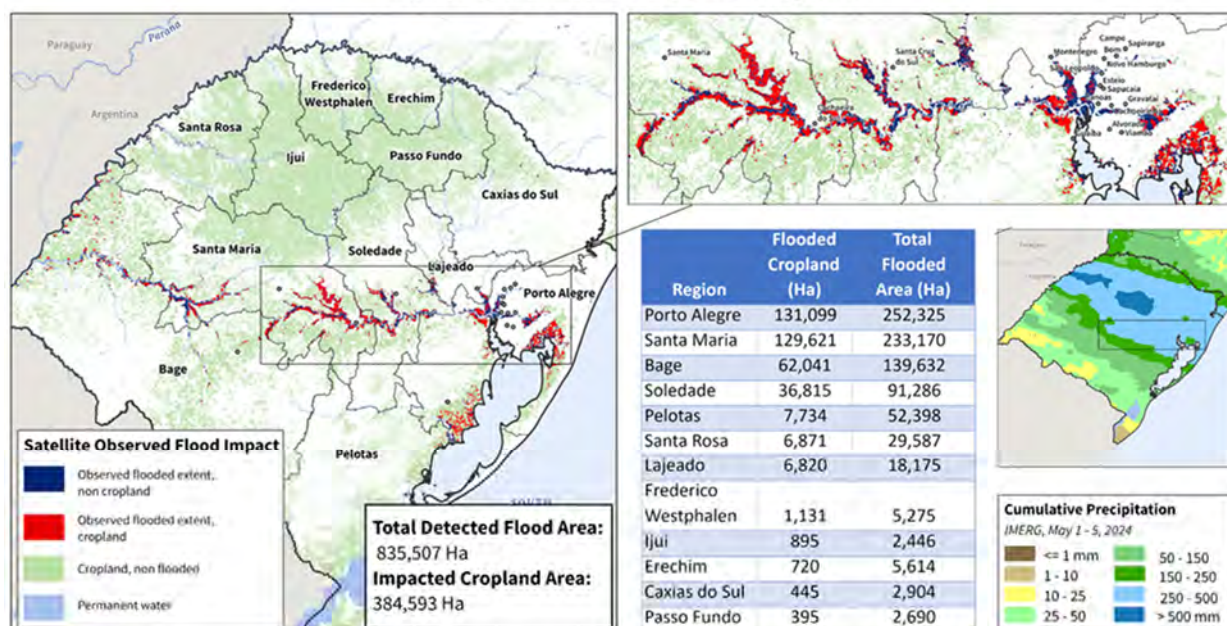 Paraguay
Parana
Argentina
Frederico
Westphalen
Erechim
Santa Rosa
Ijui
Passo Fundo
Caxias do Sul
Santa Maria
Soledade
Lajeado
Porto Alegre
Bage
Pelotas
SOUTH
Satellite Observed Flood Impact
Observed flooded extent,
non cropland
Observed flooded extent,
cropland
Cropland, non flooded
Permanent water
Total Detected Flood Area:
835,507 Ha
Impacted Cropland Area:
384,593 Ha
Santa Maria
Santa Cruz
do Sul
Montenegro
Campo
Bom
Sapiranga
Novo Hamburgo
Esteio
Sapucaia
Gravatai
Viamao
Region
Flooded
Cropland
(Ha)
Total
Flooded
Area (Ha)
Porto Alegre 131,099 252,325
Santa Maria 129,621 233,170
Bage 62,041 139,632
Soledade 36,815 91,286
Pelotas 7,734 52,398
Santa Rosa 6,871 29,587
Lajeado 6,820 18,175
Frederico
Westphalen 1,131 5,275
Ijui 895 2,446
Erechim 720 5,614
Caxias do Sul 445 2,904
Passo Fundo 395 2,690
Cumulative Precipitation
IMERG, May 1 - 5, 2024
<= 1 mm
1 - 10
10 - 25
25 - 50
50 - 150
150 - 250
250 - 500
> 500 mm